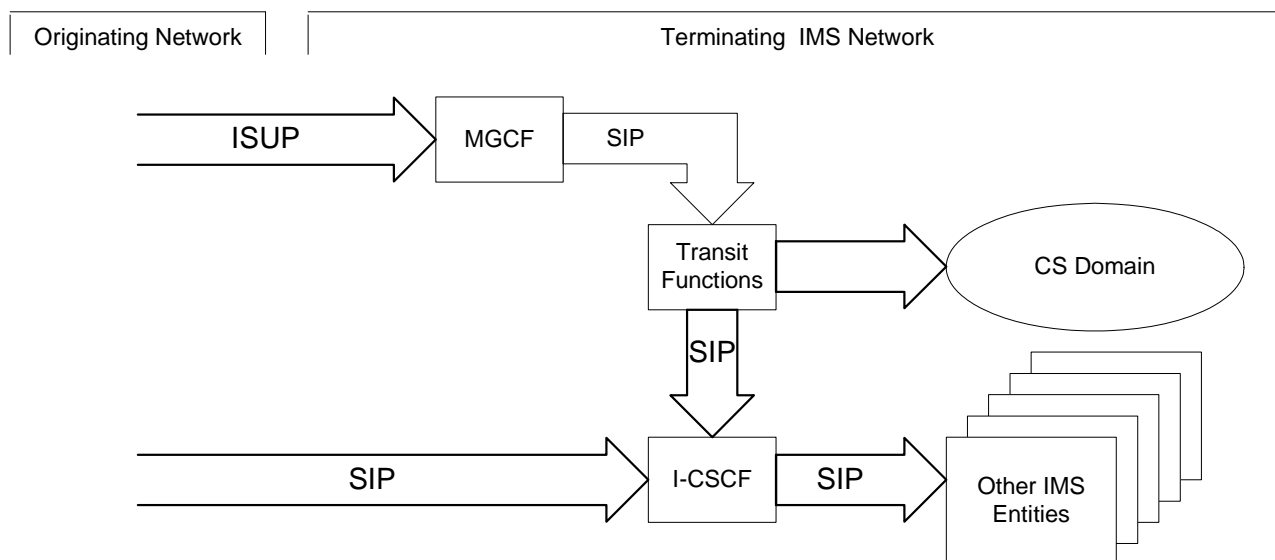 Originating Network
Terminating IMS Network
ISUP
MGCF
SIP
Transit
Functions
CS Domain
SIP
SIP
I-CSCF
SIP
Other IMS
Entities